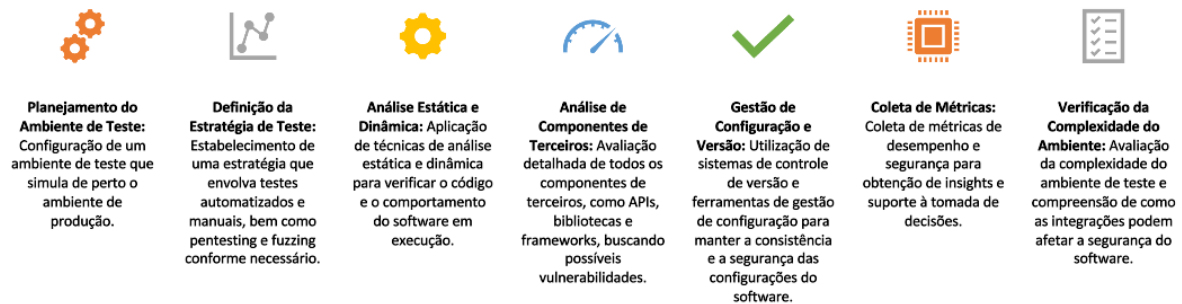 Planejamento do
Ambiente de Teste:
Configuração de um
ambiente de teste que
simula de perto o
ambiente de
produção.
Definição da
Estratégia de Teste:
Estabelecimento de
uma estratégia que
envolva testes
automatizados e
manuais, bem como
pentesting e fuzzing
conforme necessário.
Análise Estática e
Dinâmica: Aplicação
de técnicas de análise
estática e dinâmica
para verificar o código
e o comportamento
do software em
execução.
Análise de
Componentes de
Terceiros: Avaliação
detalhada de todos os
componentes de
terceiros, como APIs,
bibliotecas e
frameworks, buscando
possíveis
vulnerabilidades.
Gestão de
Configuração e
Versão: Utilização de
sistemas de controle
de versão e
ferramentas de gestão
de configuração para
manter a consistência
e a segurança das
configurações do
software.
Coleta de Métricas:
Coleta de métricas de
desempenho e
segurança para
obtenção de insights e
suporte à tomada de
decisões.
Verificação da
Complexidade do
Ambiente: Avaliação
da complexidade do
ambiente de teste e
compreensão de como
as integrações podem
afetar a segurança do
software.